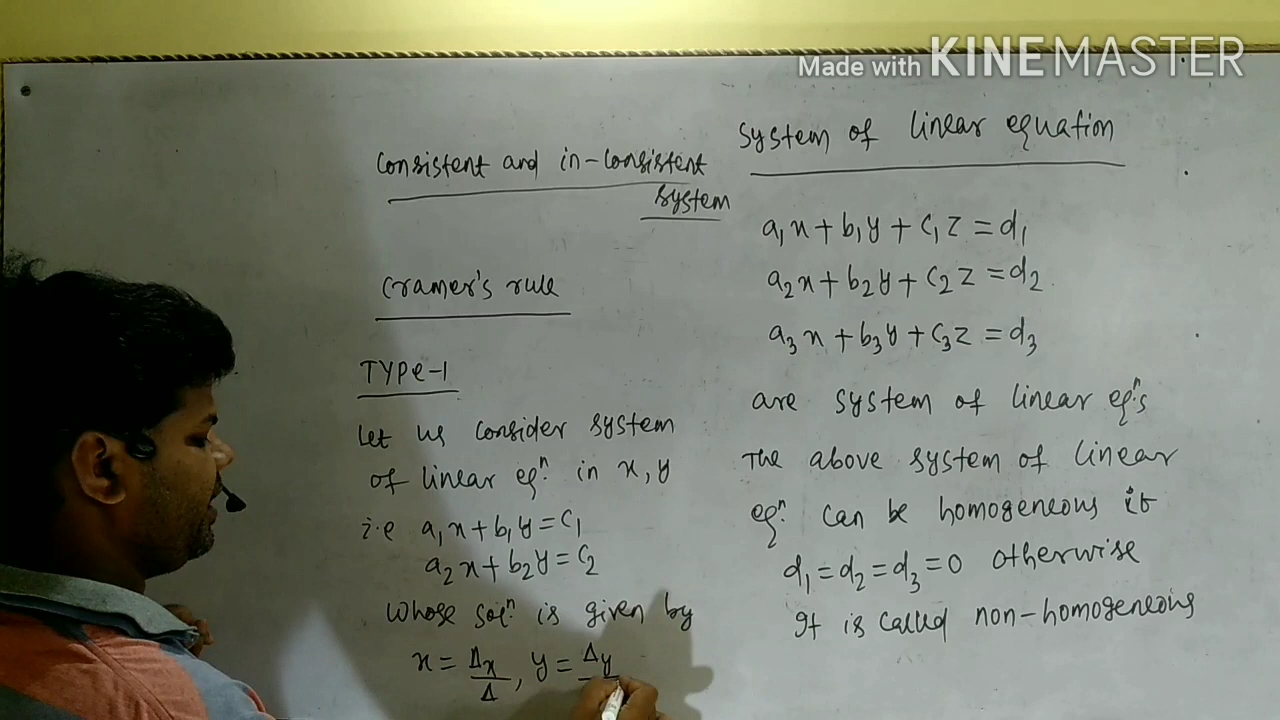 Made with KINEMASTER
Consistent and in-consistent
system
Cramer's rule
TYPE-1
Let us consider system
of linear eqⁿ. in x, y
i.e a₁x + b₁y = c₁
a₂x + b₂y = c₂
Whose solⁿ. is given by
x = Δx/Δ, y = Δy/
System of linear equation
a₁x + b₁y + c₁z = d₁
a₂x + b₂y + c₂z = d₂
a₃x + b₃y + c₃z = d₃
are system of linear eqⁿ.s
The above system of linear
eqⁿ. can be homogeneous if
d₁ = d₂ = d₃ = 0 otherwise
It is called non-homogeneous